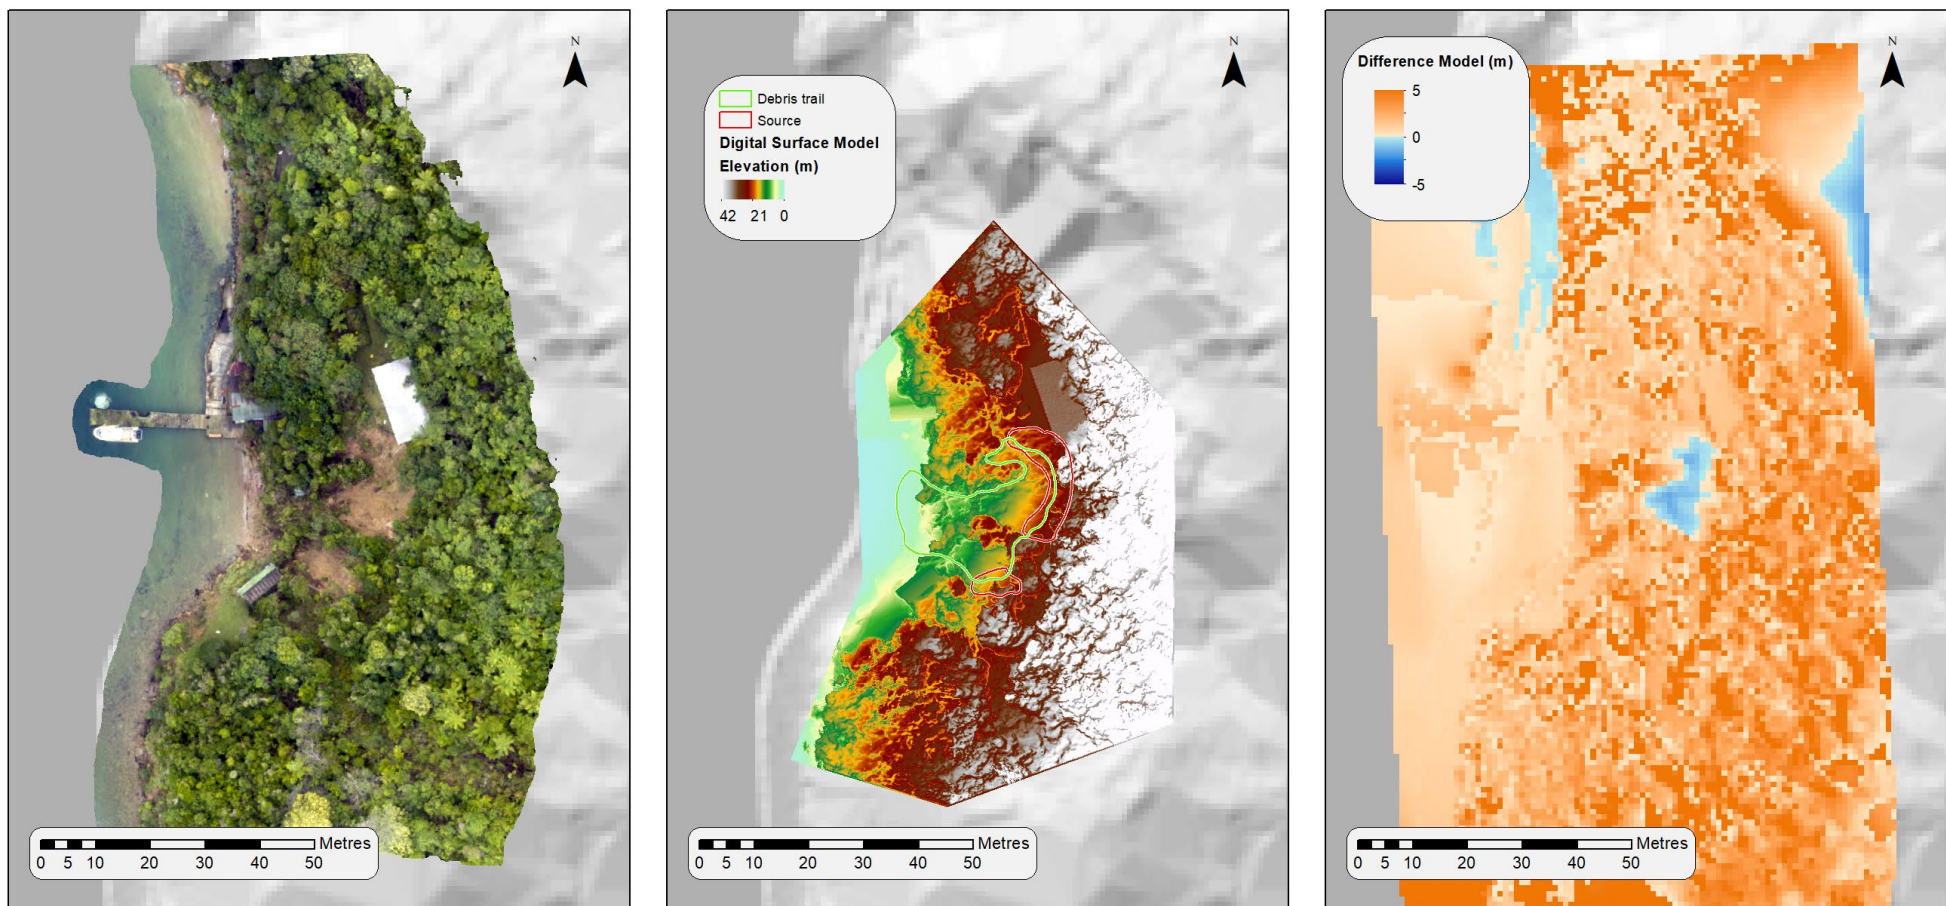 N
0 5 10 20 30 40 50 Metres
N
Debris trail
Source
Digital Surface Model
Elevation (m)
42 21 0
0 5 10 20 30 40 50 Metres
N
Difference Model (m)
5
0
-5
0 5 10 20 30 40 50 Metres